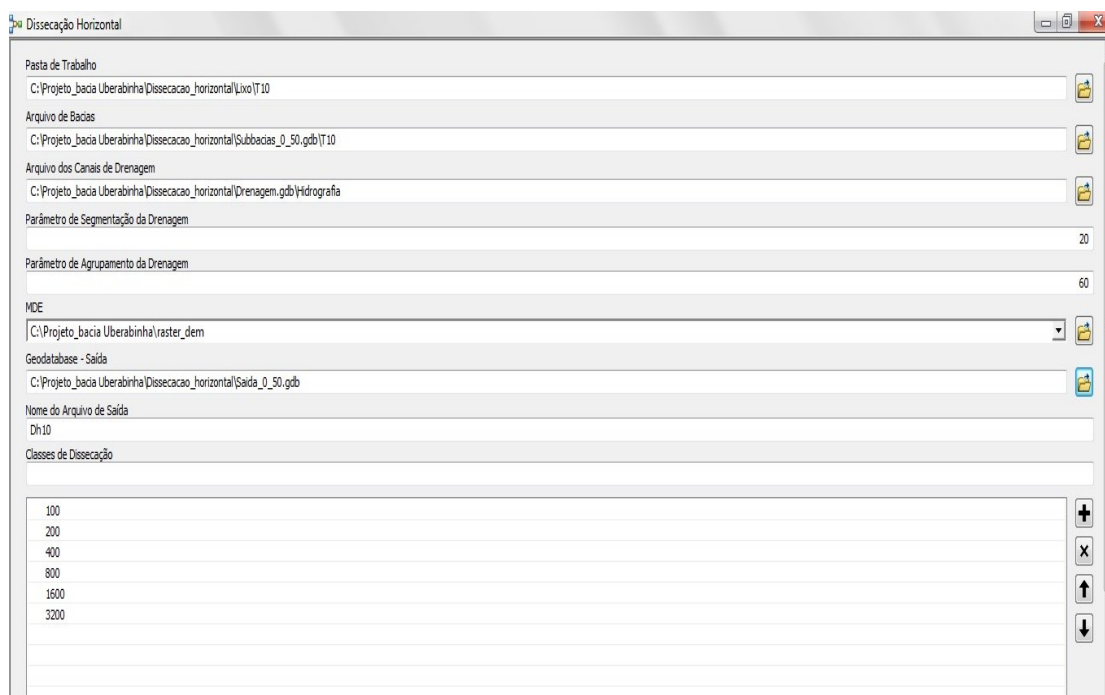 Dissecação Horizontal
Pasta de Trabalho
C:\Projeto_bacia Uberabinha\Dissecacao_horizontal\Lixo\T10
Arquivo de Bacias
C:\Projeto_bacia Uberabinha\Dissecacao_horizontal\Subbacias_0_50.gdb\T10
Arquivo dos Canais de Drenagem
C:\Projeto_bacia Uberabinha\Dissecacao_horizontal\Drenagem.gdb\Hidrografia
Parâmetro de Segmentação da Drenagem
20
Parâmetro de Agrupamento da Drenagem
60
MDE
C:\Projeto_bacia Uberabinha\raster_dem
Geodatabase - Saída
C:\Projeto_bacia Uberabinha\Dissecacao_horizontal\Saida_0_50.gdb
Nome do Arquivo de Saída
Dh10
Classes de Dissecação
100
200
400
800
1600
3200